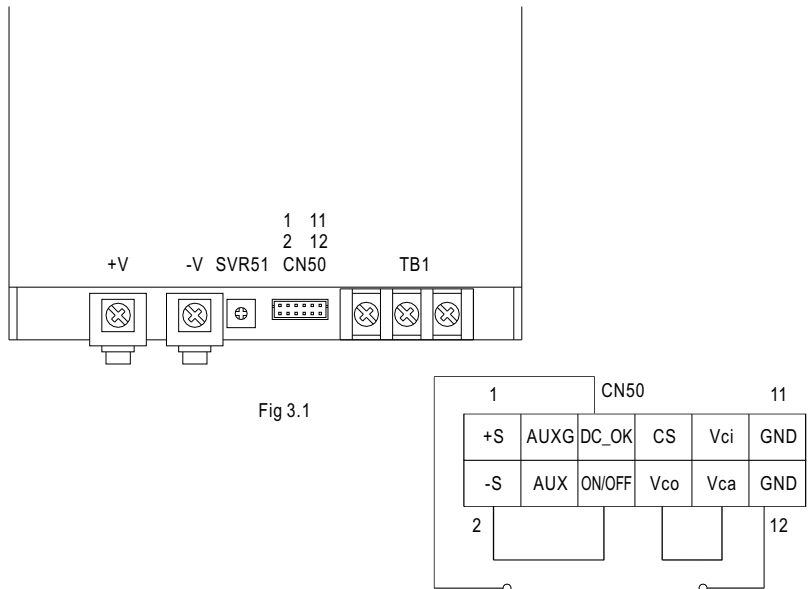 1 11
2 12
+V -V SVR51 CN50 TB1
Fig 3.1
CN50
1 11
+S AUXG DC_OK CS Vci GND
-S AUX ON/OFF Vco Vca GND
2 12